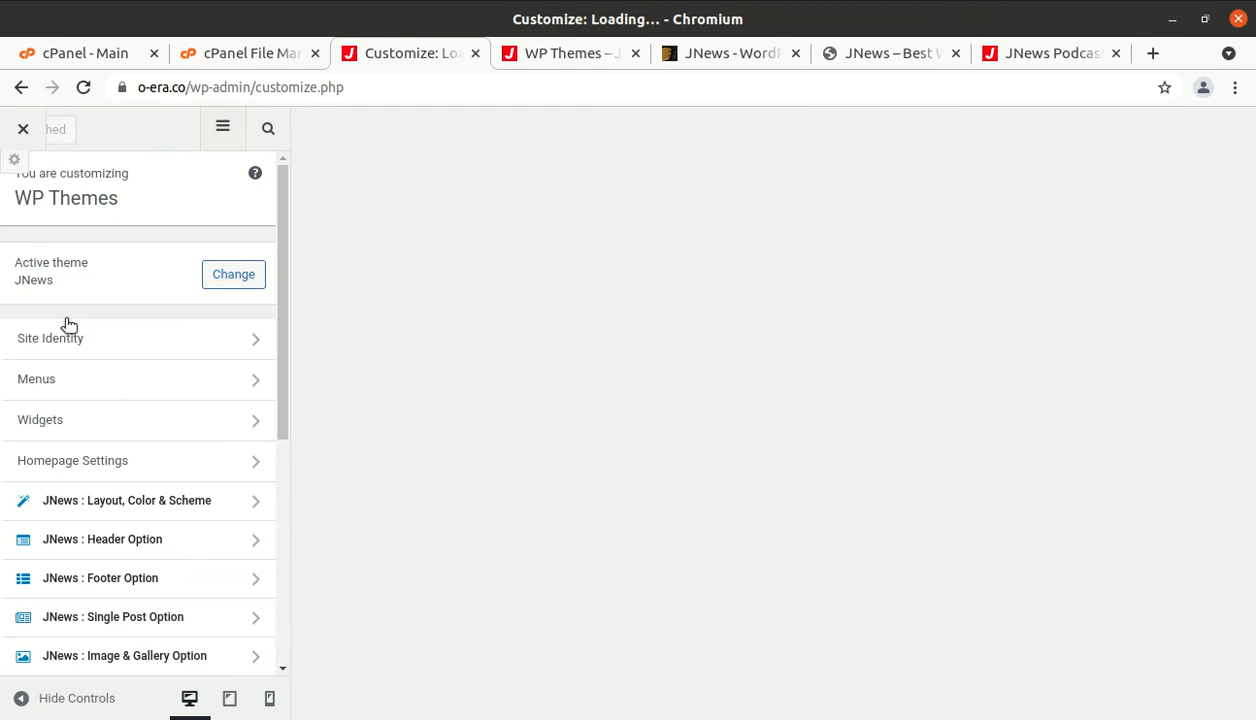 Customize: Loading… - Chromium
cPanel - Main
cPanel File Mar
Customize: Loa
WP Themes – J
JNews - WordP
JNews – Best W
JNews Podcas
o-era.co/wp-admin/customize.php
hed
You are customizing
WP Themes
Active theme
JNews
Change
Site Identity
Menus
Widgets
Homepage Settings
JNews : Layout, Color & Scheme
JNews : Header Option
JNews : Footer Option
JNews : Single Post Option
JNews : Image & Gallery Option
Hide Controls